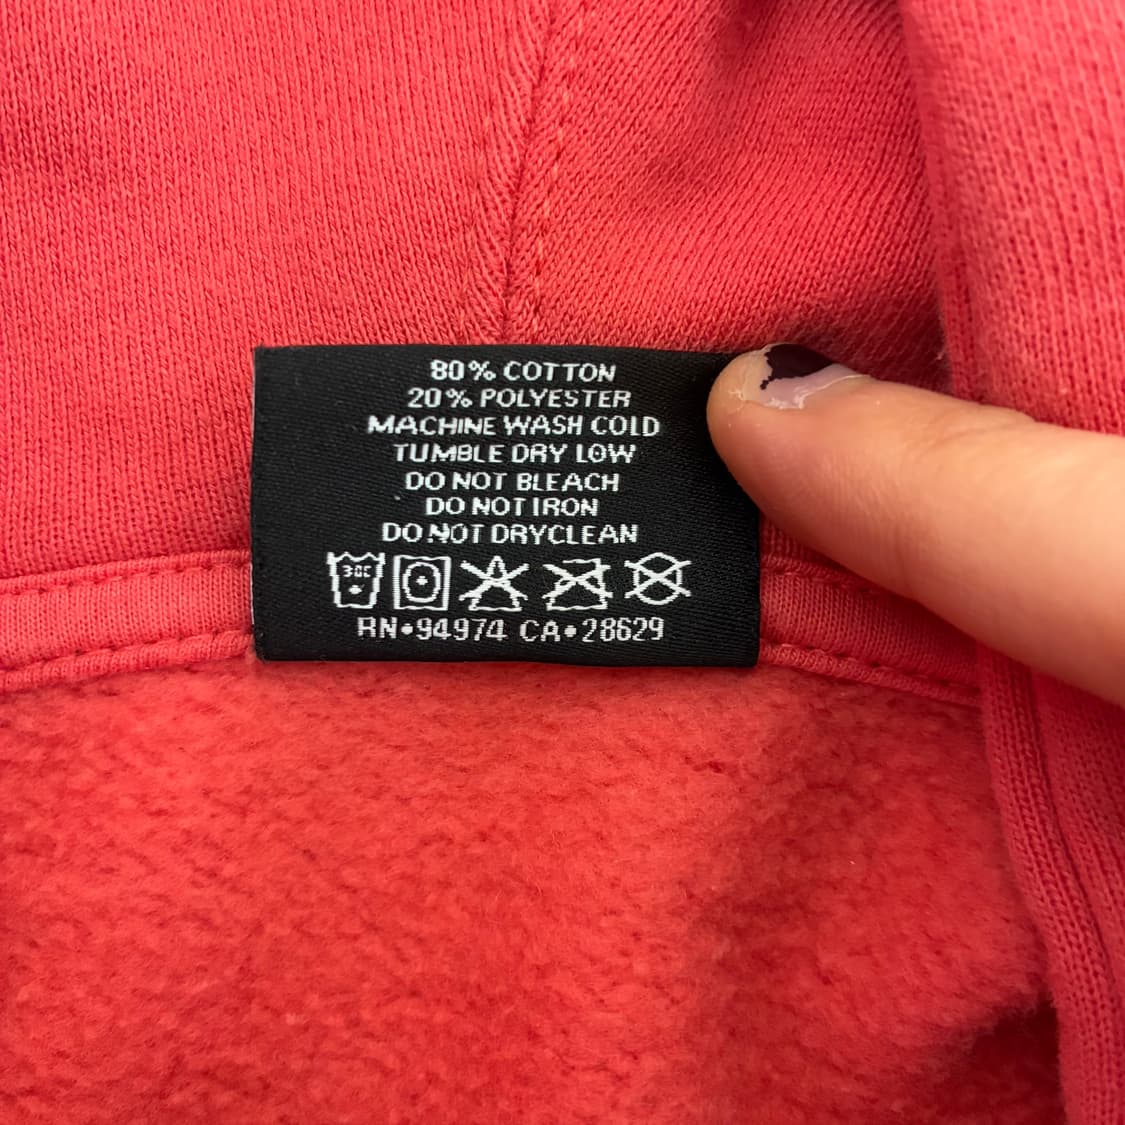 80% COTTON
20% POLYESTER
MACHINE WASH COLD
TUMBLE DRY LOW
DO NOT BLEACH
DO NOT IRON
DO NOT DRYCLEAN
30C
RN•94974 CA•28629